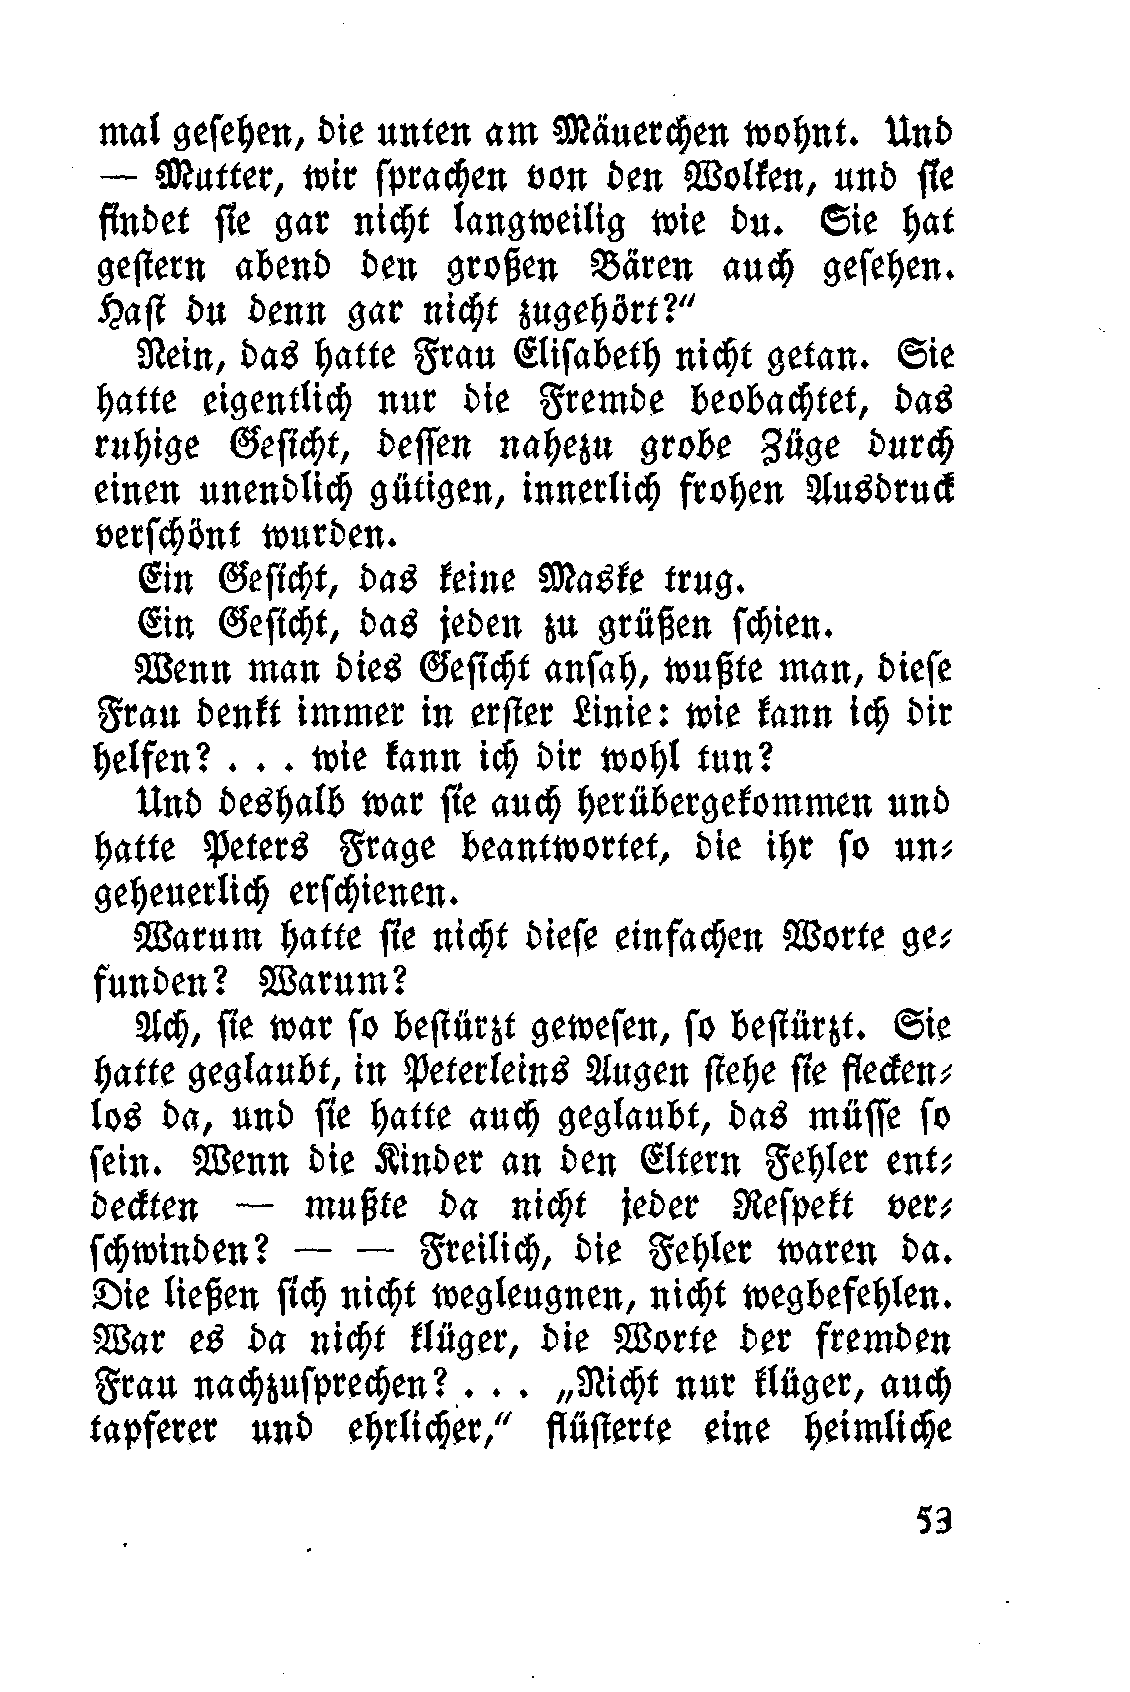 mal gesehen, die unten am Mäuerchen wohnt. Und
— Mutter, wir sprachen von den Wolken, und sie
findet sie gar nicht langweilig wie du. Sie hat
gestern abend den großen Bären auch gesehen.
Hast du denn gar nicht zugehört?“
Nein, das hatte Frau Elisabeth nicht getan. Sie
hatte eigentlich nur die Fremde beobachtet, das
ruhige Gesicht, dessen nahezu grobe Züge durch
einen unendlich gütigen, innerlich frohen Ausdruck
verschönt wurden.
Ein Gesicht, das keine Maske trug.
Ein Gesicht, das jeden zu grüßen schien.
Wenn man dies Gesicht ansah, wußte man, diese
Frau denkt immer in erster Linie: wie kann ich dir
helfen? . . . wie kann ich dir wohl tun?
Und deshalb war sie auch herübergekommen und
hatte Peters Frage beantwortet, die ihr so un-
geheuerlich erschienen.
Warum hatte sie nicht diese einfachen Worte ge-
funden? Warum?
Ach, sie war so bestürzt gewesen, so bestürzt. Sie
hatte geglaubt, in Peterleins Augen stehe sie flecken-
los da, und sie hatte auch geglaubt, das müsse so
sein. Wenn die Kinder an den Eltern Fehler ent-
deckten — mußte da nicht jeder Respekt ver-
schwinden? — — Freilich, die Fehler waren da.
Die ließen sich nicht wegleugnen, nicht wegbefehlen.
War es da nicht klüger, die Worte der fremden
Frau nachzusprechen? . . . „Nicht nur klüger, auch
tapferer und ehrlicher,“ flüsterte eine heimliche
53